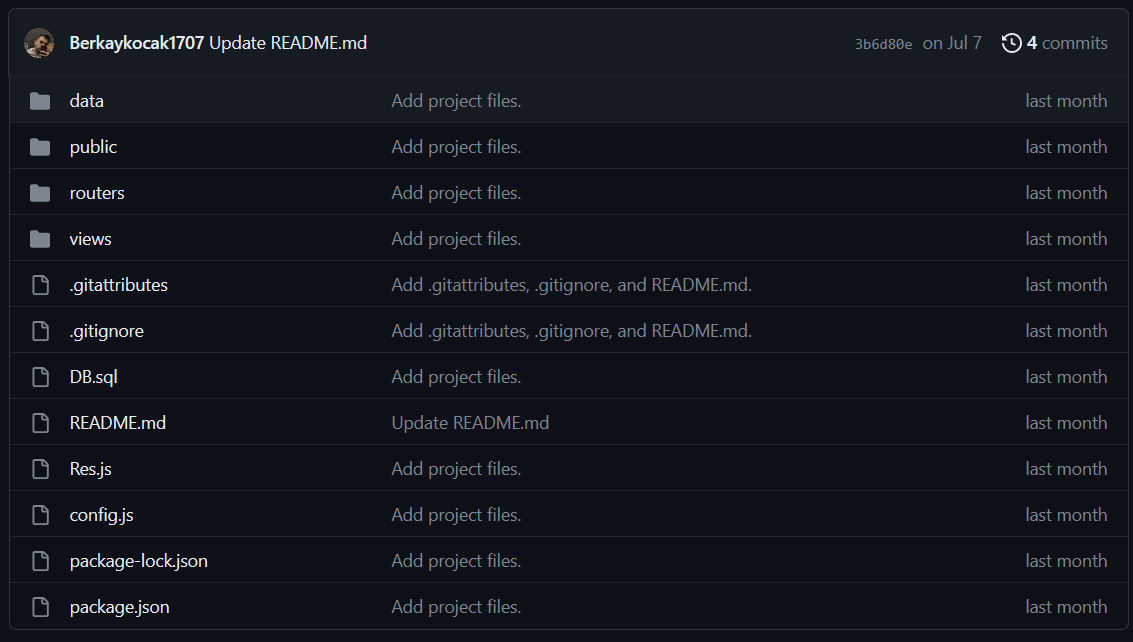 Berkaykocak1707 Update README.md 3b6d80e on Jul 7 4 commits
data Add project files. last month
public Add project files. last month
routers Add project files. last month
views Add project files. last month
.gitattributes Add .gitattributes, .gitignore, and README.md. last month
.gitignore Add .gitattributes, .gitignore, and README.md. last month
DB.sql Add project files. last month
README.md Update README.md last month
Res.js Add project files. last month
config.js Add project files. last month
package-lock.json Add project files. last month
package.json Add project files. last month